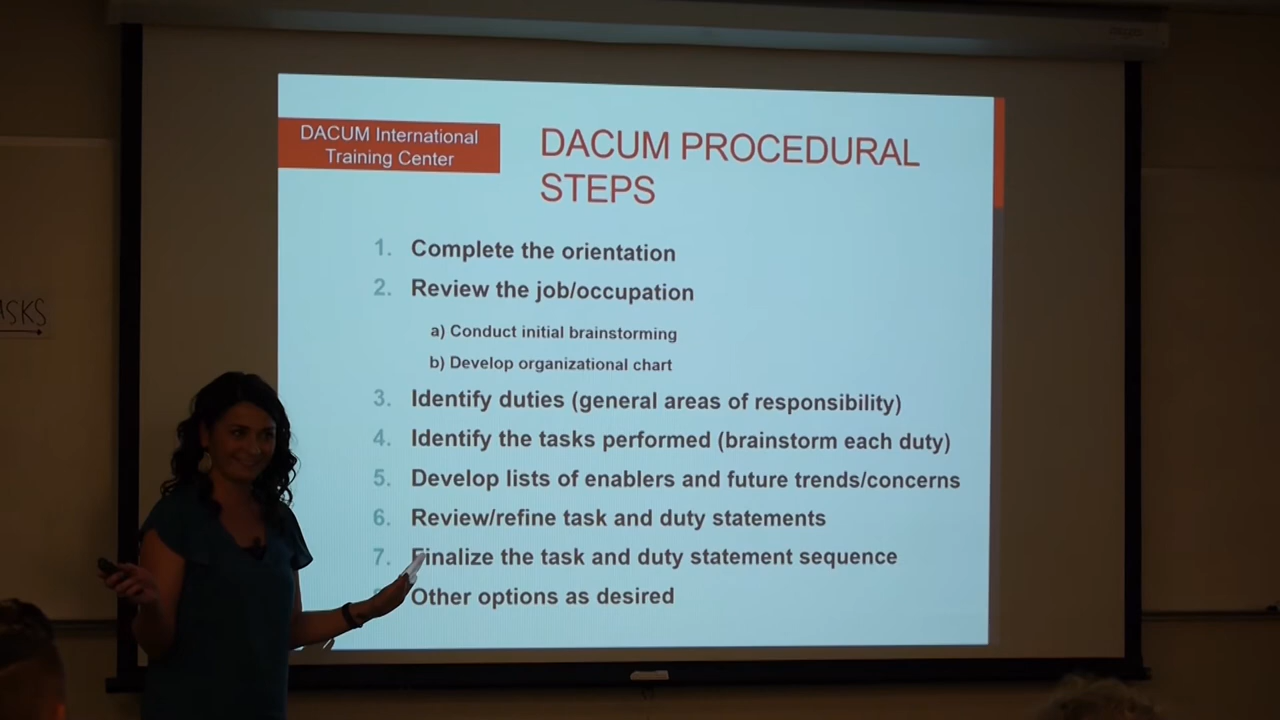 DACUM International
Training Center
DACUM PROCEDURAL
STEPS
1. Complete the orientation
2. Review the job/occupation
a) Conduct initial brainstorming
b) Develop organizational chart
3. Identify duties (general areas of responsibility)
4. Identify the tasks performed (brainstorm each duty)
5. Develop lists of enablers and future trends/concerns
6. Review/refine task and duty statements
7. Finalize the task and duty statement sequence
Other options as desired
ASKS